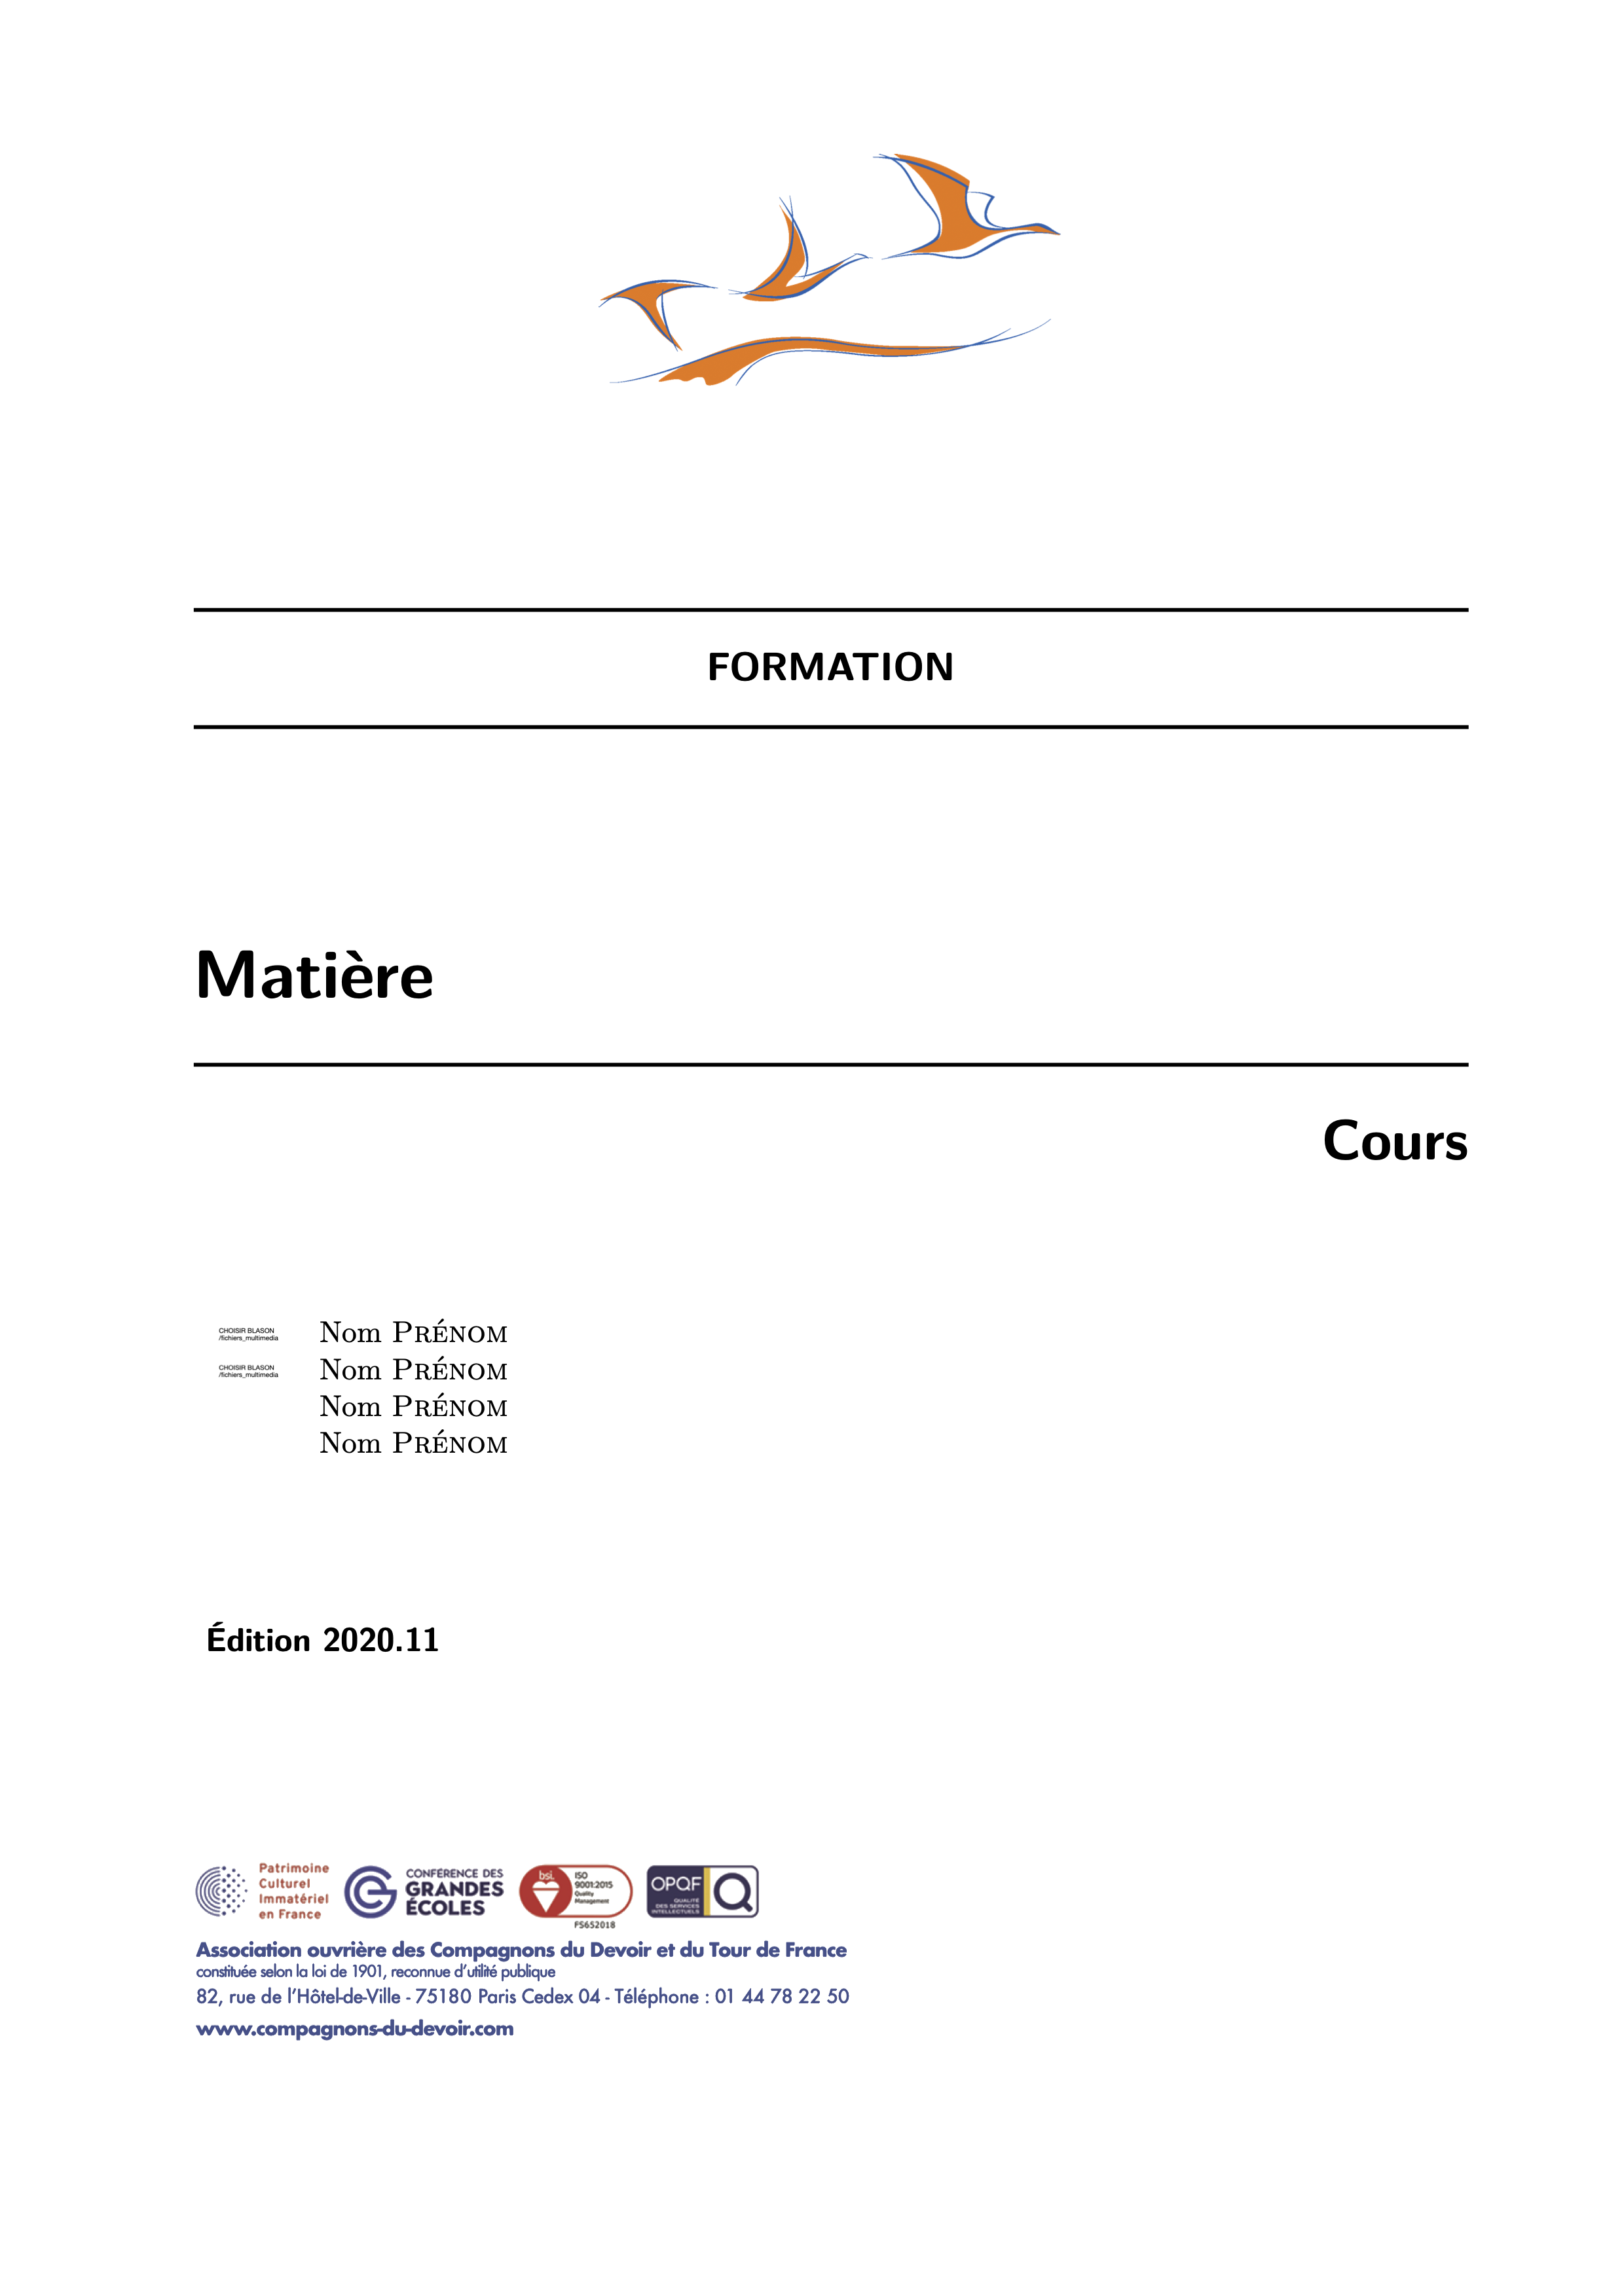 FORMATION
Matière
Cours
CHOISIR BLASON
/fichiers_multimedia
Nom PRÉNOM
CHOISIR BLASON
/fichiers_multimedia
Nom PRÉNOM
Nom PRÉNOM
Nom PRÉNOM
Édition 2020.11
Patrimoine
Culturel
Immatériel
en France
CONFÉRENCE DES
GRANDES
ÉCOLES
bsi.
ISO
9001:2015
Quality
Management
FS652018
OPQF
QUALITÉ
DES SERVICES
INTELLECTUELS
Q
Association ouvrière des Compagnons du Devoir et du Tour de France
constituée selon la loi de 1901, reconnue d'utilité publique
82, rue de l'Hôtel-de-Ville - 75180 Paris Cedex 04 - Téléphone : 01 44 78 22 50
www.compagnons-du-devoir.com